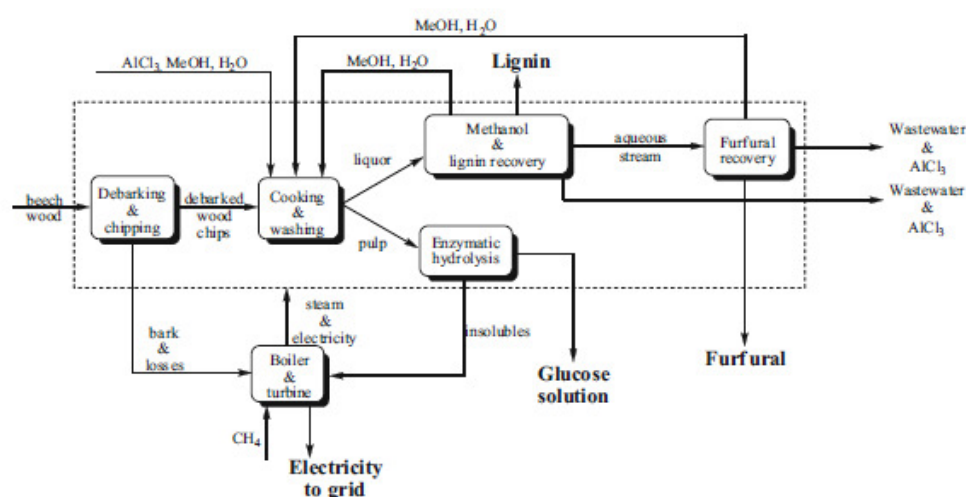 MeOH, H2O
AlCl3, MeOH, H2O
MeOH, H2O
Lignin
Methanol
&
lignin recovery
aqueous
stream
Furfural
recovery
Wastewater
&
AlCl3
liquor
beech
wood
Debarking
&
chipping
debarked
wood
chips
Cooking
&
washing
Wastewater
&
AlCl3
pulp
Enzymatic
hydrolysis
steam
&
electricity
insolubles
bark
&
losses
Boiler
&
turbine
Glucose
solution
Furfural
CH4
Electricity
to grid